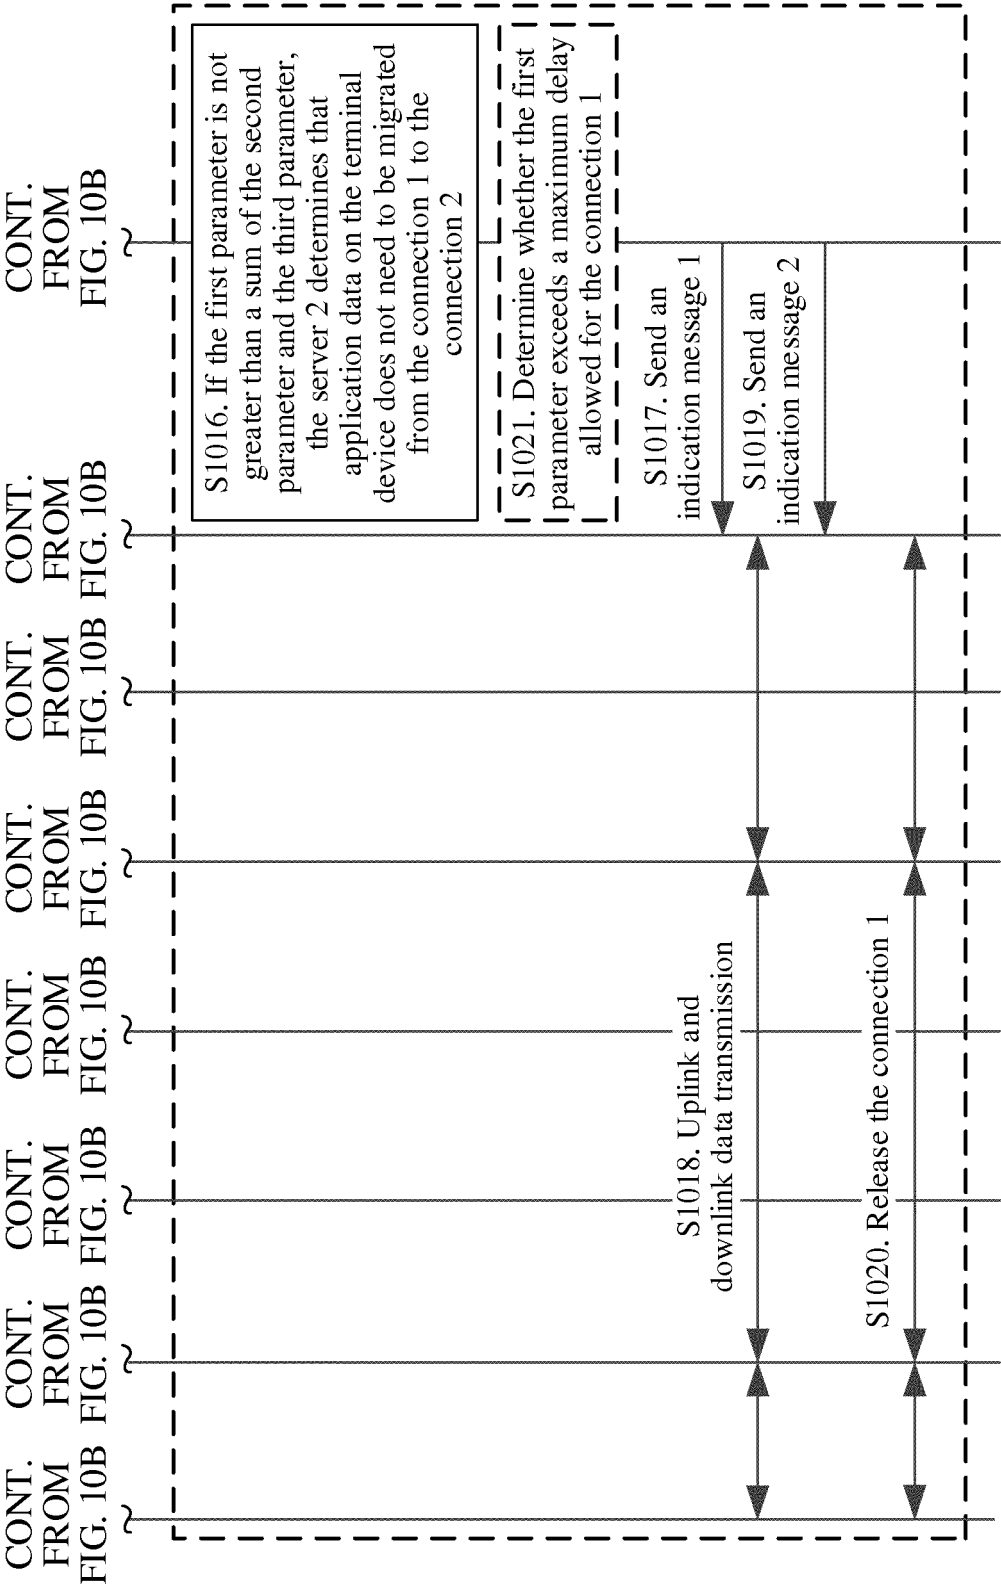 CONT.
FROM
FIG. 10B
CONT.
FROM
FIG. 10B
CONT.
FROM
FIG. 10B
CONT.
FROM
FIG. 10B
CONT.
FROM
FIG. 10B
CONT.
FROM
FIG. 10B
CONT.
FROM
FIG. 10B
CONT.
FROM
FIG. 10B
S1016. If the first parameter is not
greater than a sum of the second
parameter and the third parameter,
the server 2 determines that
application data on the terminal
device does not need to be migrated
from the connection 1 to the
connection 2
S1021. Determine whether the first
parameter exceeds a maximum delay
allowed for the connection 1
S1017. Send an
indication message 1
S1018. Uplink and
downlink data transmission
S1019. Send an
indication message 2
S1020. Release the connection 1